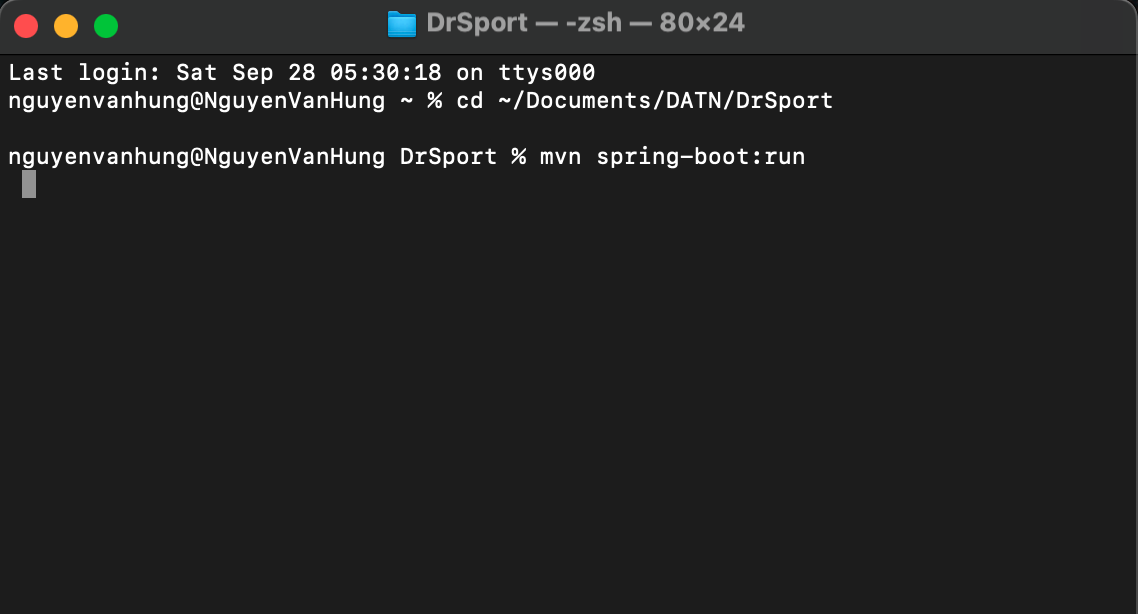 DrSport — -zsh — 80×24
Last login: Sat Sep 28 05:30:18 on ttys000
nguyenvanhung@NguyenVanHung ~ % cd ~/Documents/DATN/DrSport
nguyenvanhung@NguyenVanHung DrSport % mvn spring-boot:run